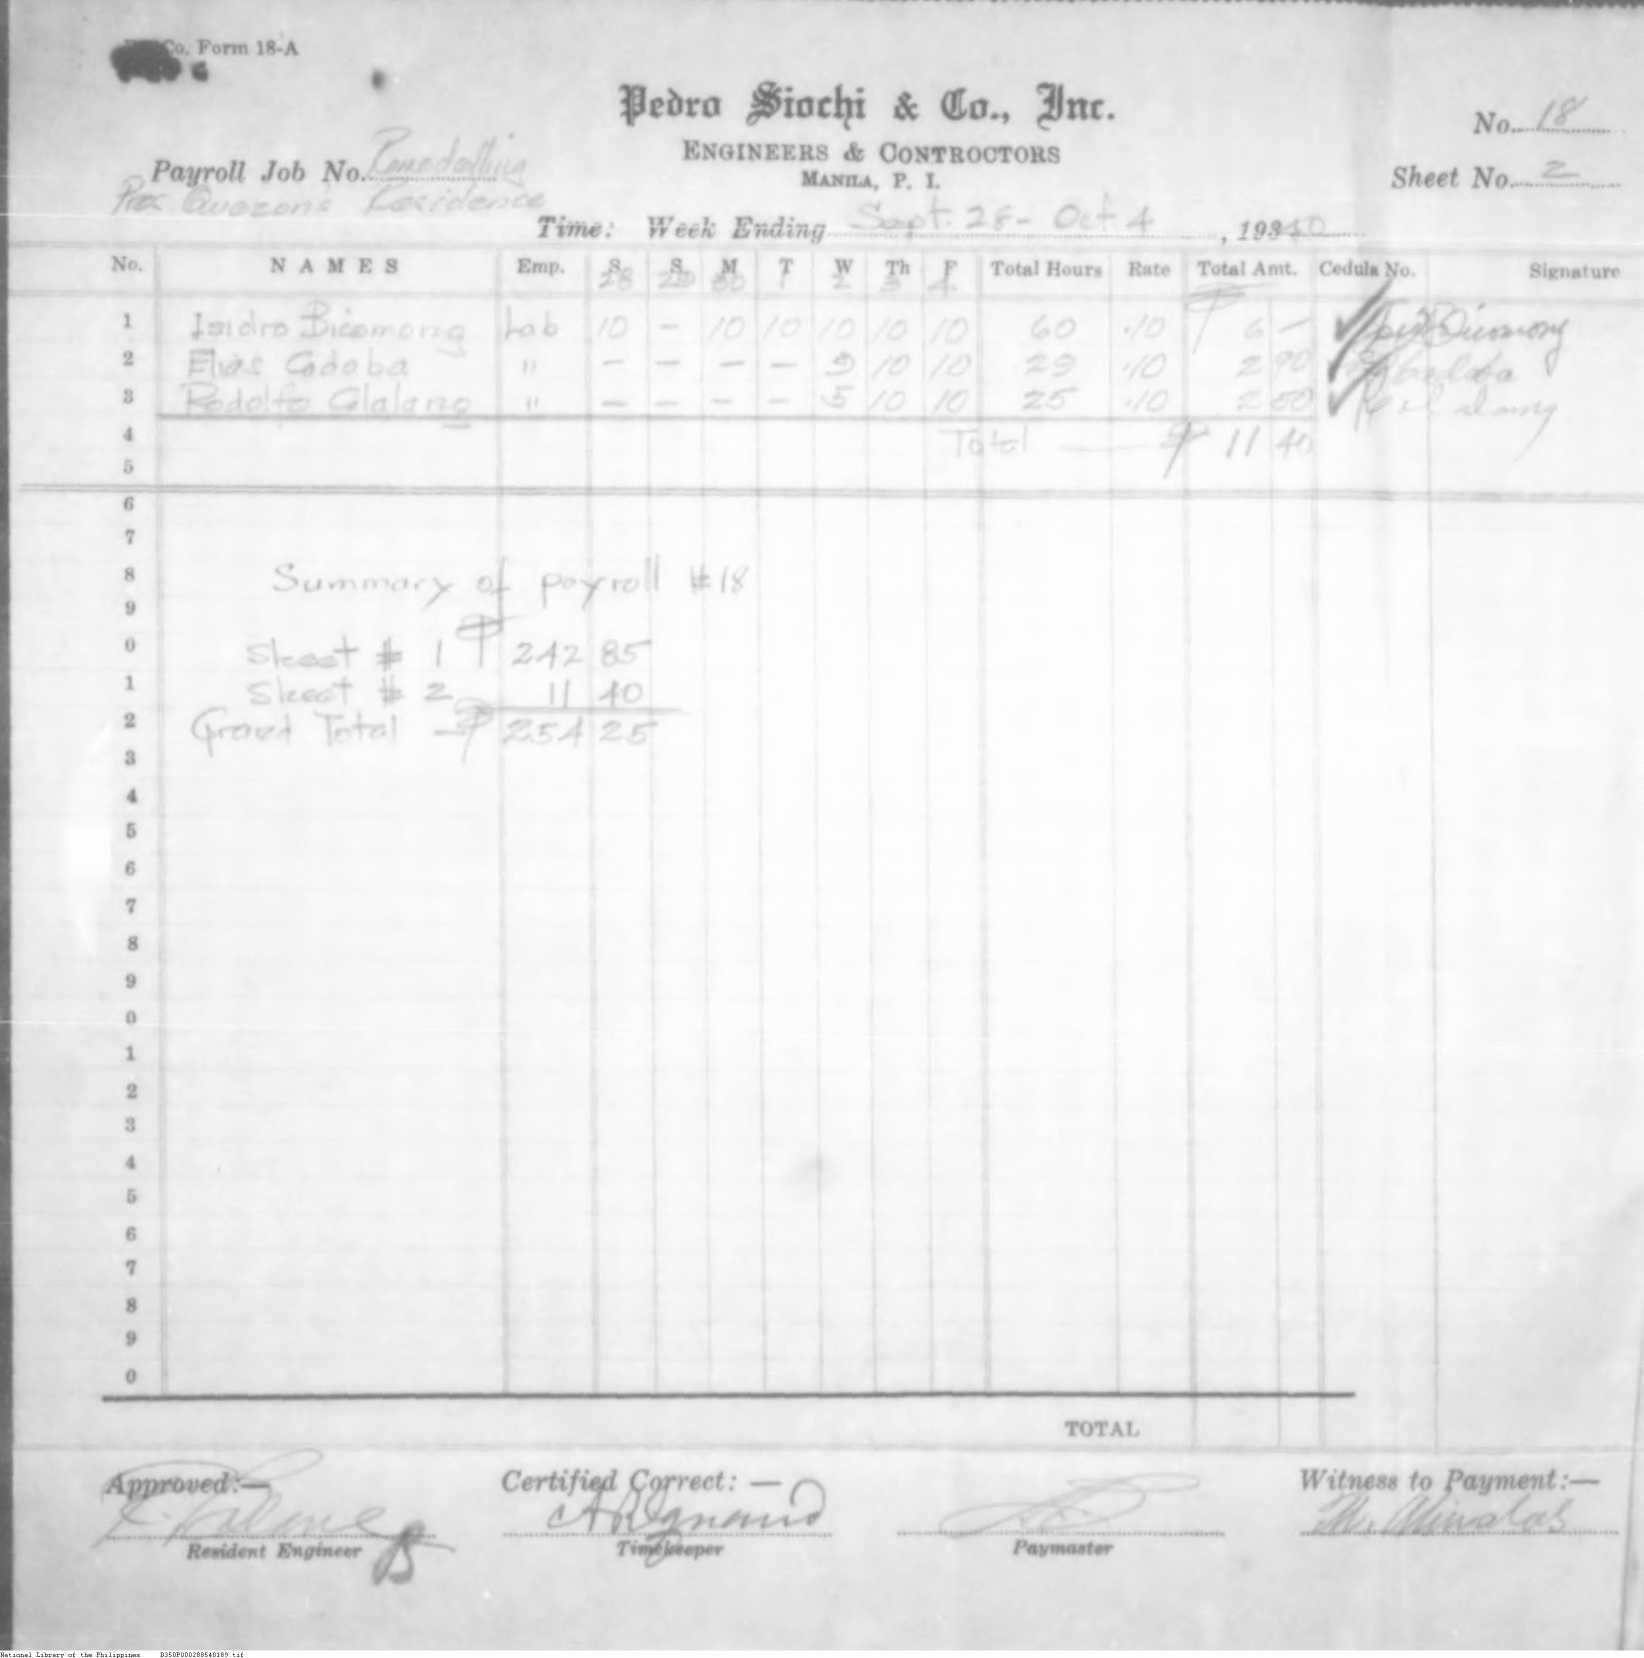 Co. Form 18-A
Pedro Siochi & Co., Inc.
ENGINEERS & CONTROCTORS
MANILA, P. I.
No. 18
Sheet No. 2
Payroll Job No. Remodelling
Pres Quezons Residence
Time: Week Ending Sept. 28 - Oct 4, 19340
No. NAMES Emp. S S M T W Th F Total Hours Rate Total Amt. Cedula No. Signature
28 29 30 1 2 3 4
1 Isidro Bicomong Lab 10 — 10 10 10 10 10 60 .10 ₱ 6 —
2 Elias Cadaba " — — — — 9 10 10 29 .10 2 90
3 Rodolfo Alalang " — — — — 5 10 10 25 .10 2 50
4 Total — ₱ 11 40
5
6
7
8 Summary of payroll #18
9
0 Sheet # 1 ₱ 242 85
1 Sheet # 2 11 40
2 Grand Total — ₱ 254 25
3
4
5
6
7
8
9
0
1
2
3
4
5
6
7
8
9
0
TOTAL
Approved:— Certified Correct: — Witness to Payment:—
Resident Engineer Timekeeper Paymaster
National Library of the Philippines D350P000288540189.tif